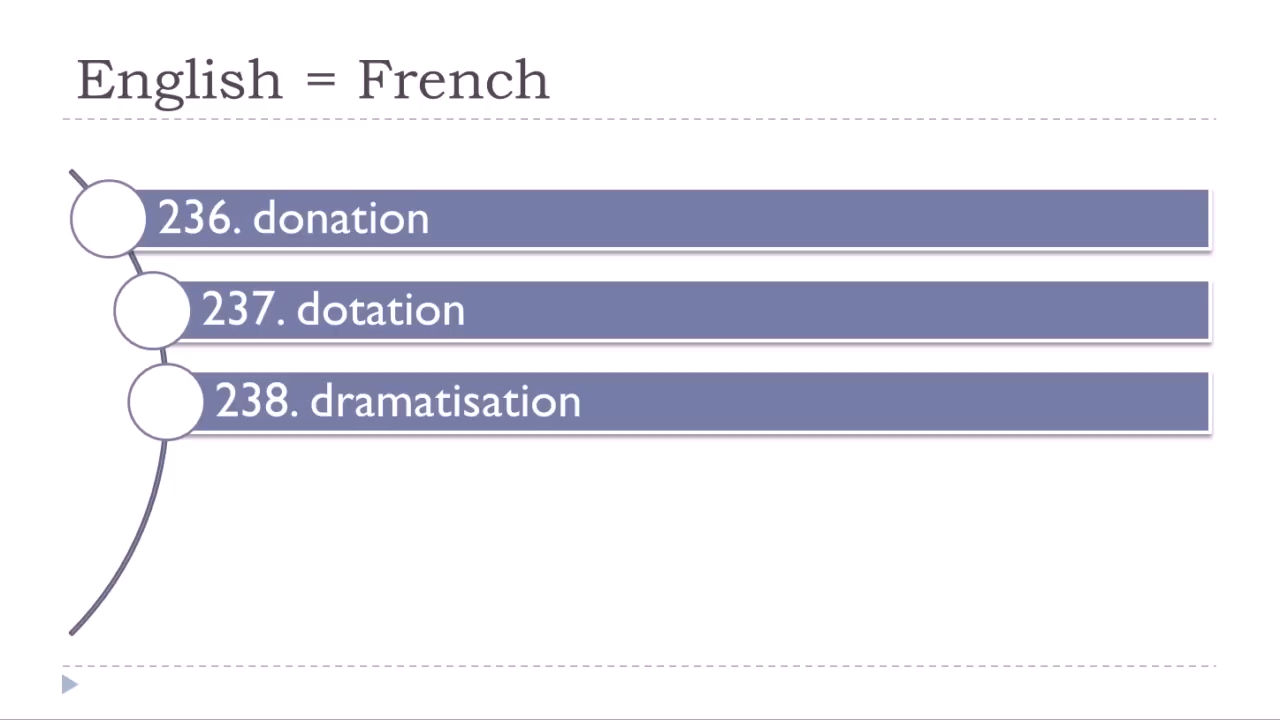 English = French
236. donation
237. dotation
238. dramatisation